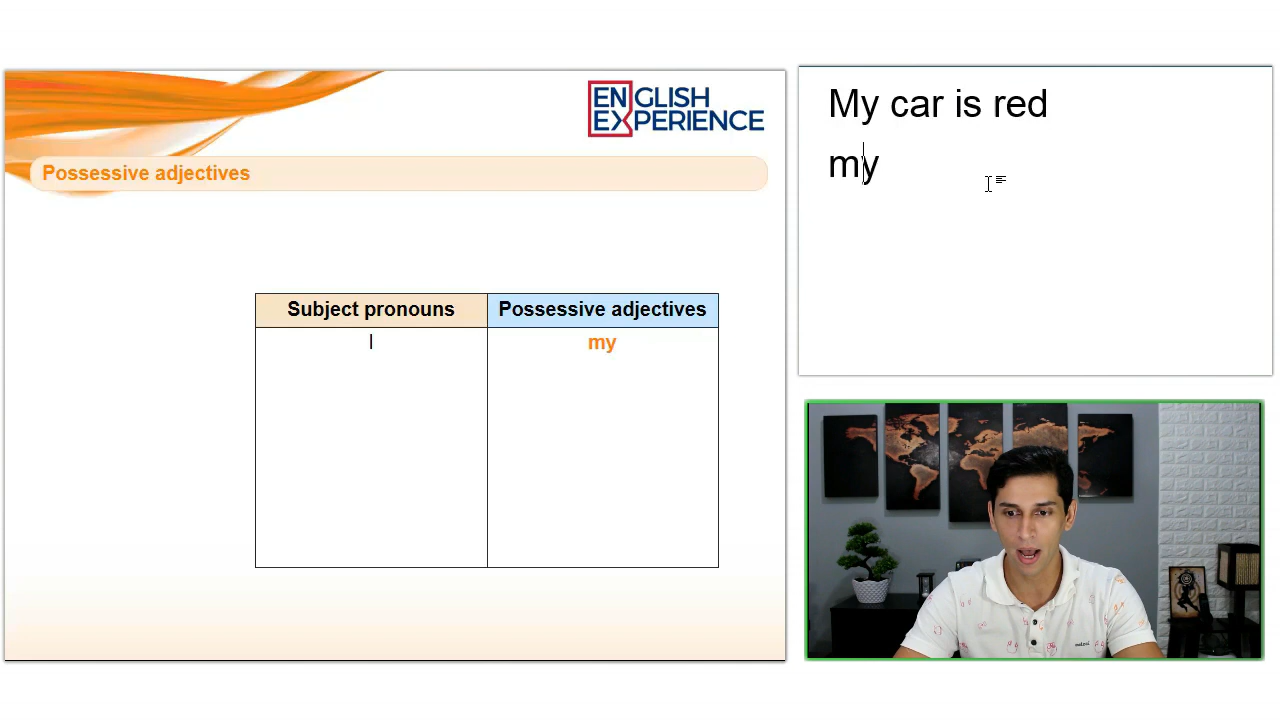 ENGLISH
EXPERIENCE
Possessive adjectives
Subject pronouns Possessive adjectives
I my
My car is red
my